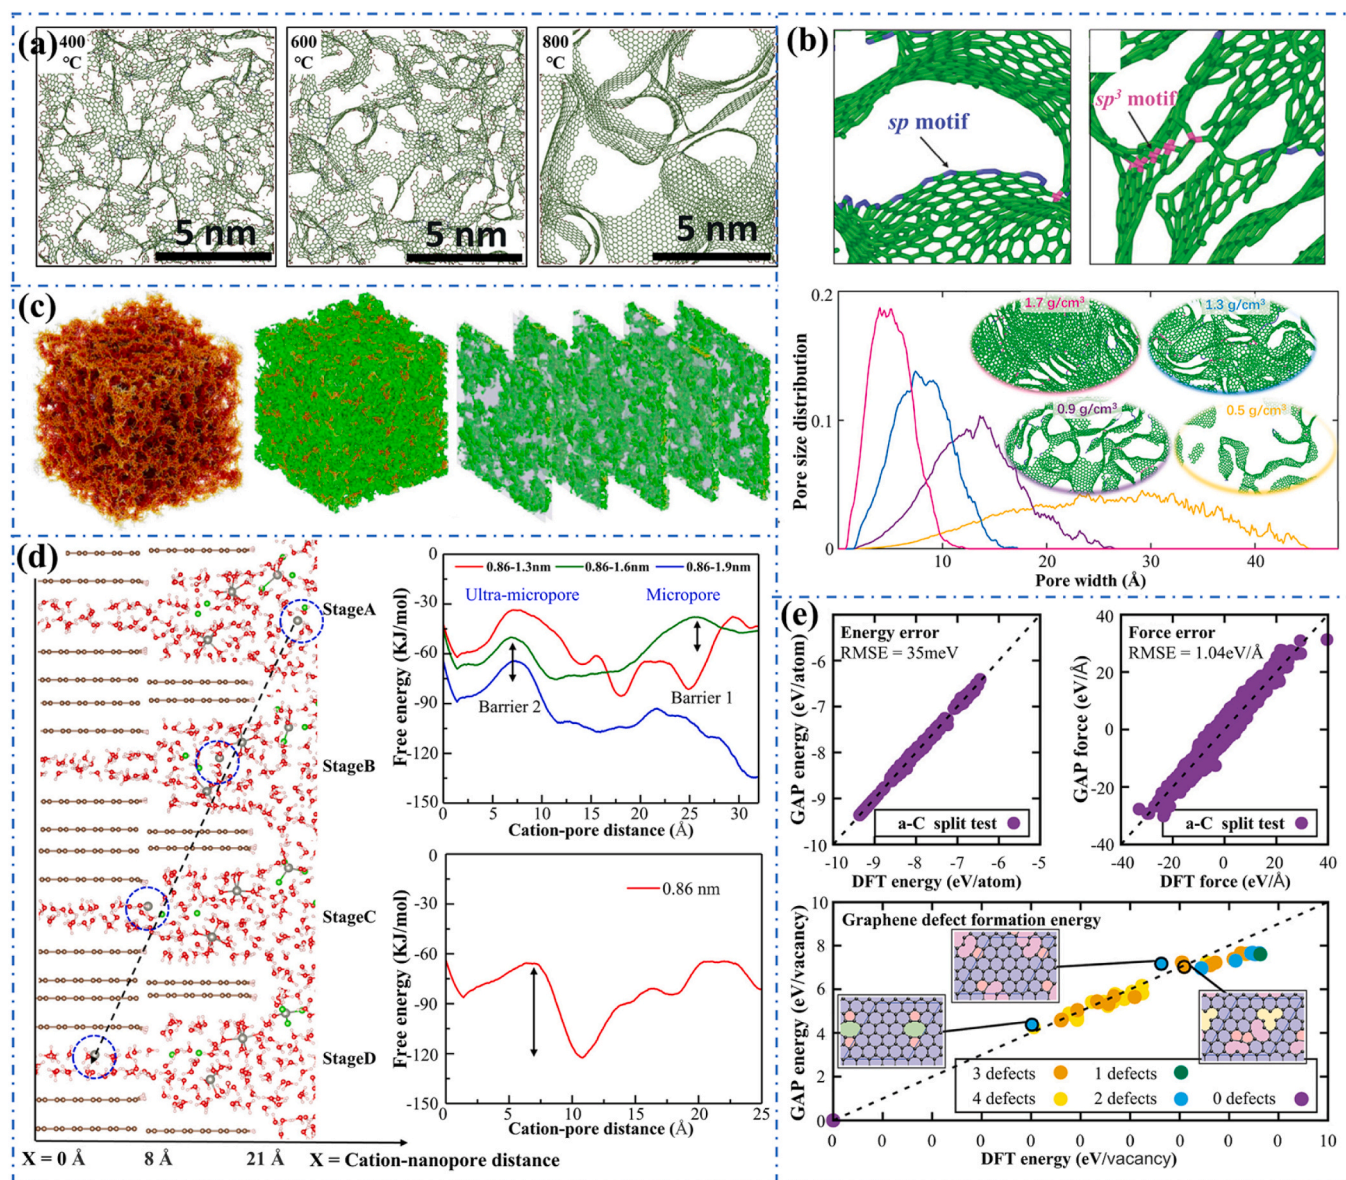 (a)
400
°C
5 nm
600
°C
5 nm
800
°C
5 nm
(b)
sp motif
sp³ motif
0.2
0.1
0
Pore size distribution
1.7 g/cm³
1.3 g/cm³
0.9 g/cm³
0.5 g/cm³
10 20 30 40
Pore width (Å)
(c)
(d)
StageA
StageB
StageC
StageD
X = 0 Å 8 Å 21 Å X = Cation-nanopore distance
0
-30
-60
-90
-120
-150
Free energy (KJ/mol)
0.86-1.3nm 0.86-1.6nm 0.86-1.9nm
Ultra-micropore Micropore
Barrier 2 Barrier 1
0 5 10 15 20 25 30
Cation-pore distance (Å)
0
-30
-60
-90
-120
-150
Free energy (KJ/mol)
0.86 nm
0 5 10 15 20 25
Cation-pore distance (Å)
(e)
Energy error
RMSE = 35meV
-6
-7
-8
-9
-10
GAP energy (eV/atom)
a-C split test
-10 -9 -8 -7 -6 -5
DFT energy (eV/atom)
Force error
RMSE = 1.04eV/Å
40
20
0
-20
-40
GAP force (eV/Å)
a-C split test
-40 -20 0 20 40
DFT force (eV/Å)
Graphene defect formation energy
10
8
6
4
2
0
GAP energy (eV/vacancy)
3 defects 1 defects
4 defects 2 defects 0 defects
0 0 0 0 0 0 0 0 0 10
DFT energy (eV/vacancy)